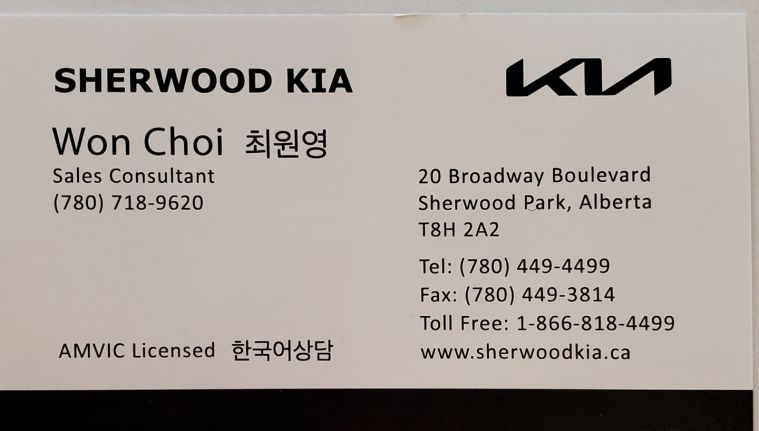 SHERWOOD KIA
KIA
Won Choi 최원영
Sales Consultant
(780) 718-9620
20 Broadway Boulevard
Sherwood Park, Alberta
T8H 2A2
Tel: (780) 449-4499
Fax: (780) 449-3814
Toll Free: 1-866-818-4499
www.sherwoodkia.ca
AMVIC Licensed 한국어상담